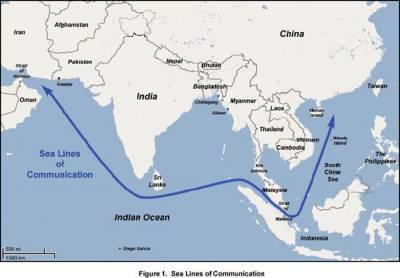 China
Iran
Afghanistan
Pakistan
Nepal
Bhutan
Bangladesh
India
Myanmar
Laos
Thailand
Vietnam
Cambodia
Taiwan
Hainan
Island
Woody
Island
The
Philippines
South
China
Sea
Strait
of
Hormuz
Gwadar
Oman
Chittagong
Sittwe
Sea Lines
of
Communication
Sri
Lanka
Kra
Isthmus
Malaysia
Strait
of
Malacca
Indian Ocean
Indonesia
Diego Garcia
500 mi
1000 km
Figure 1. Sea Lines of Communication